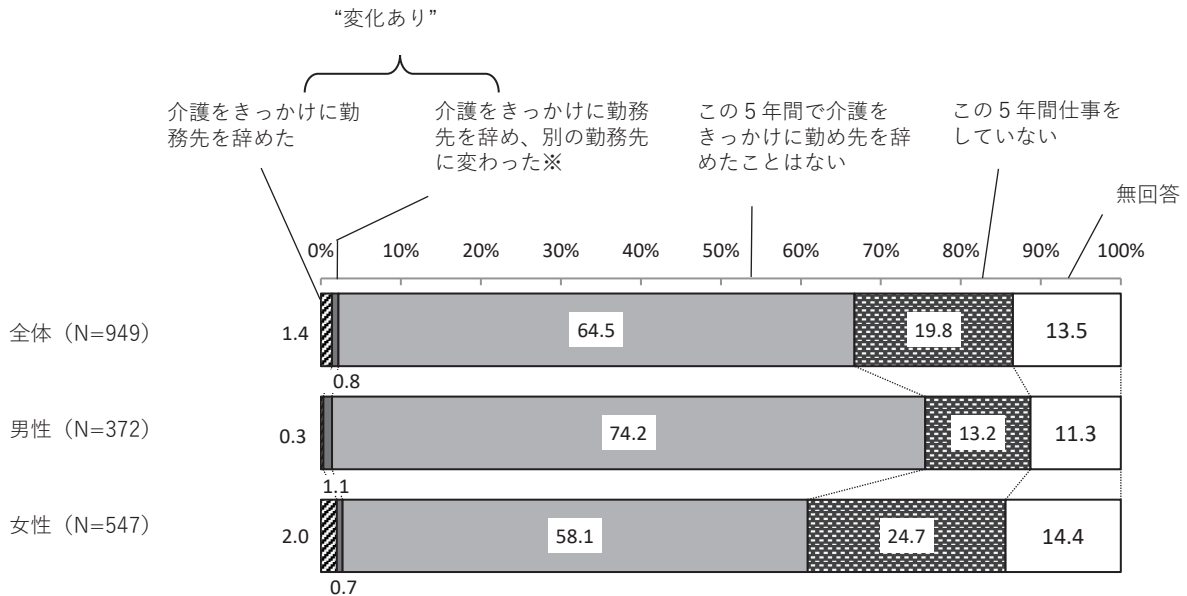 “変化あり”
介護をきっかけに勤
務先を辞めた
介護をきっかけに勤務
先を辞め、別の勤務先
に変わった※
この５年間で介護を
きっかけに勤め先を辞
めたことはない
この５年間仕事を
していない
無回答
0% 10% 20% 30% 40% 50% 60% 70% 80% 90% 100%
全体（N=949） 1.4 64.5 19.8 13.5
0.8
男性（N=372） 0.3 74.2 13.2 11.3
1.1
女性（N=547） 2.0 58.1 24.7 14.4
0.7